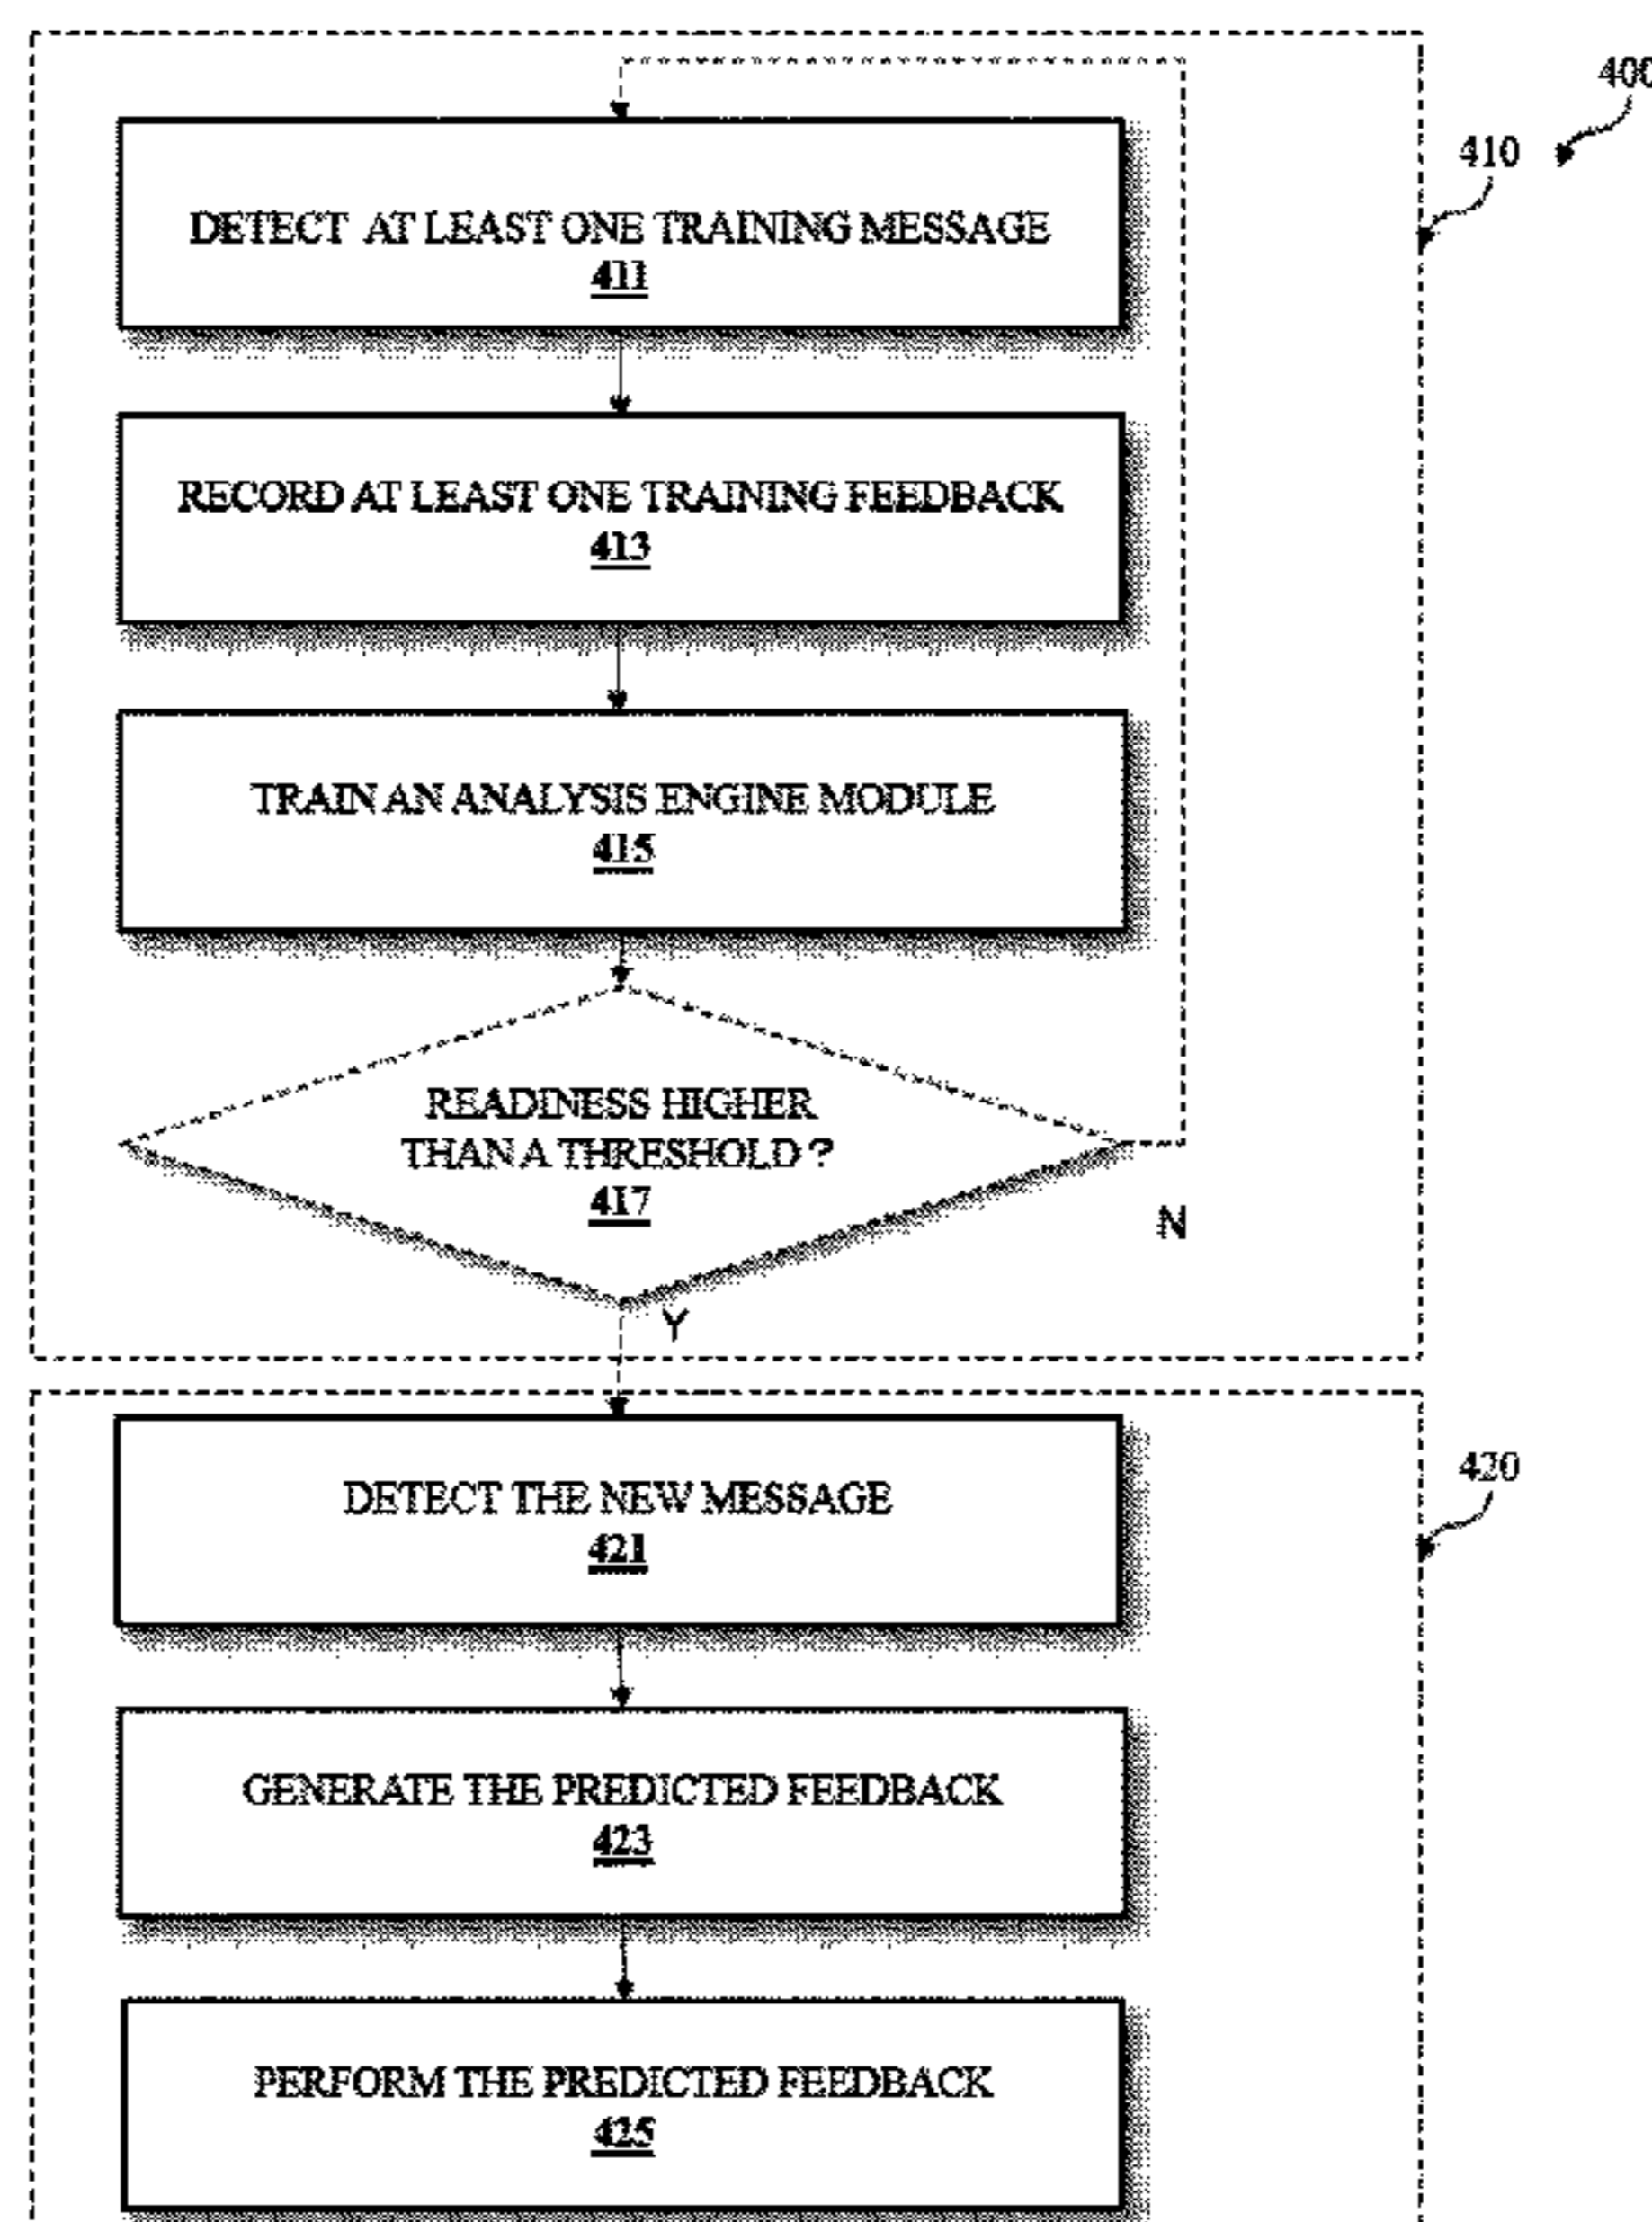 400
410
DETECT AT LEAST ONE TRAINING MESSAGE
411
RECORD AT LEAST ONE TRAINING FEEDBACK
413
TRAIN AN ANALYSIS ENGINE MODULE
415
READINESS HIGHER
THAN A THRESHOLD ?
417
N
Y
DETECT THE NEW MESSAGE
421
420
GENERATE THE PREDICTED FEEDBACK
423
PERFORM THE PREDICTED FEEDBACK
425